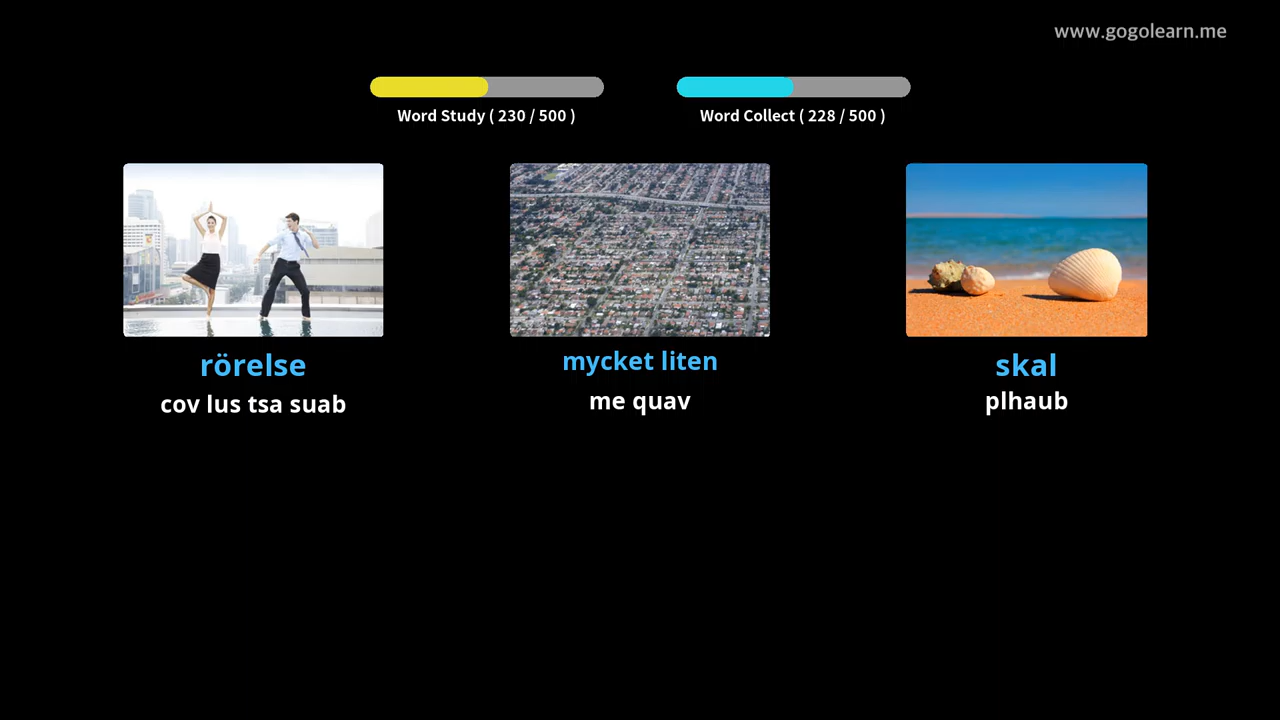 www.gogolearn.me
Word Study ( 230 / 500 )
Word Collect ( 228 / 500 )
rörelse
mycket liten
skal
cov lus tsa suab
me quav
plhaub